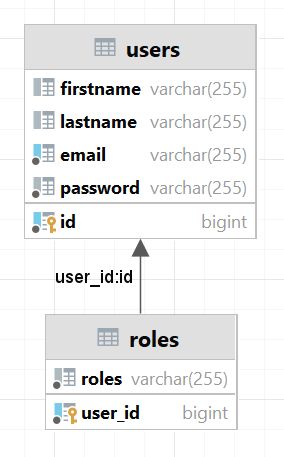 users
firstname varchar(255)
lastname varchar(255)
email varchar(255)
password varchar(255)
id bigint
user_id:id
roles
roles varchar(255)
user_id bigint